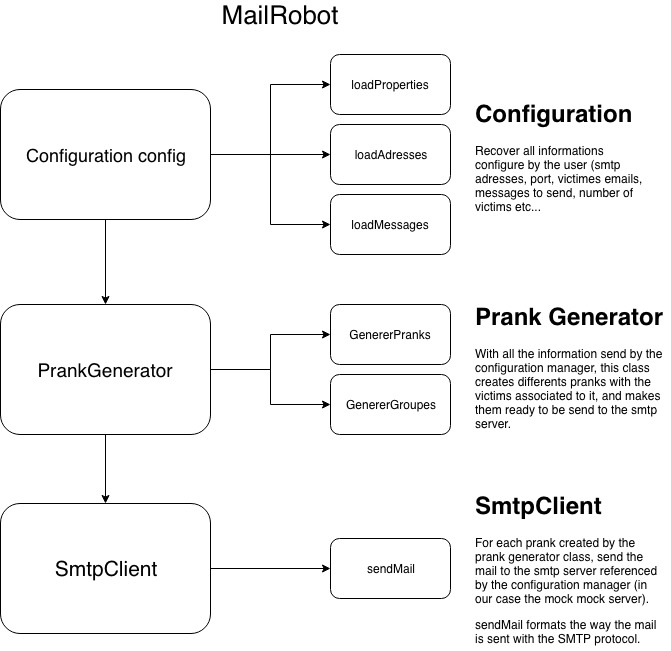 MailRobot
Configuration config
loadProperties
loadAdresses
loadMessages
Configuration
Recover all informations
configure by the user (smtp
adresses, port, victimes emails,
messages to send, number of
victims etc...
PrankGenerator
GenererPranks
GenererGroupes
Prank Generator
With all the information send by the
configuration manager, this class
creates differents pranks with the
victims associated to it, and makes
them ready to be send to the smtp
server.
SmtpClient
sendMail
SmtpClient
For each prank created by the
prank generator class, send the
mail to the smtp server referenced
by the configuration manager (in
our case the mock mock server).
sendMail formats the way the mail
is sent with the SMTP protocol.